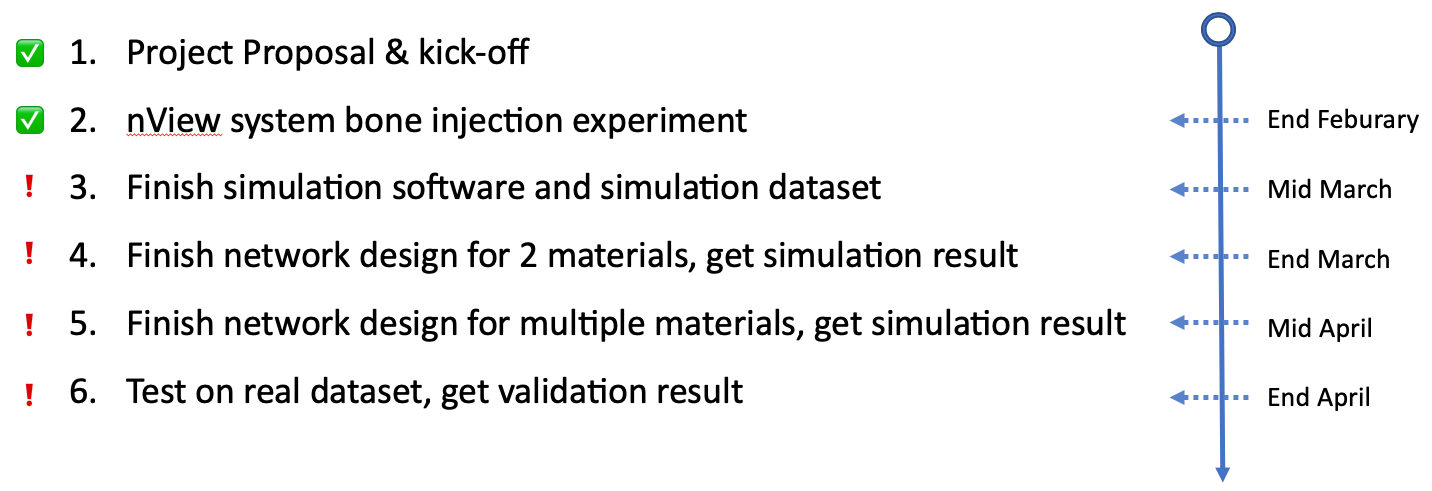 ✅ 1. Project Proposal & kick-off
✅ 2. nView system bone injection experiment
End Feburary
❗ 3. Finish simulation software and simulation dataset
Mid March
❗ 4. Finish network design for 2 materials, get simulation result
End March
❗ 5. Finish network design for multiple materials, get simulation result
Mid April
❗ 6. Test on real dataset, get validation result
End April